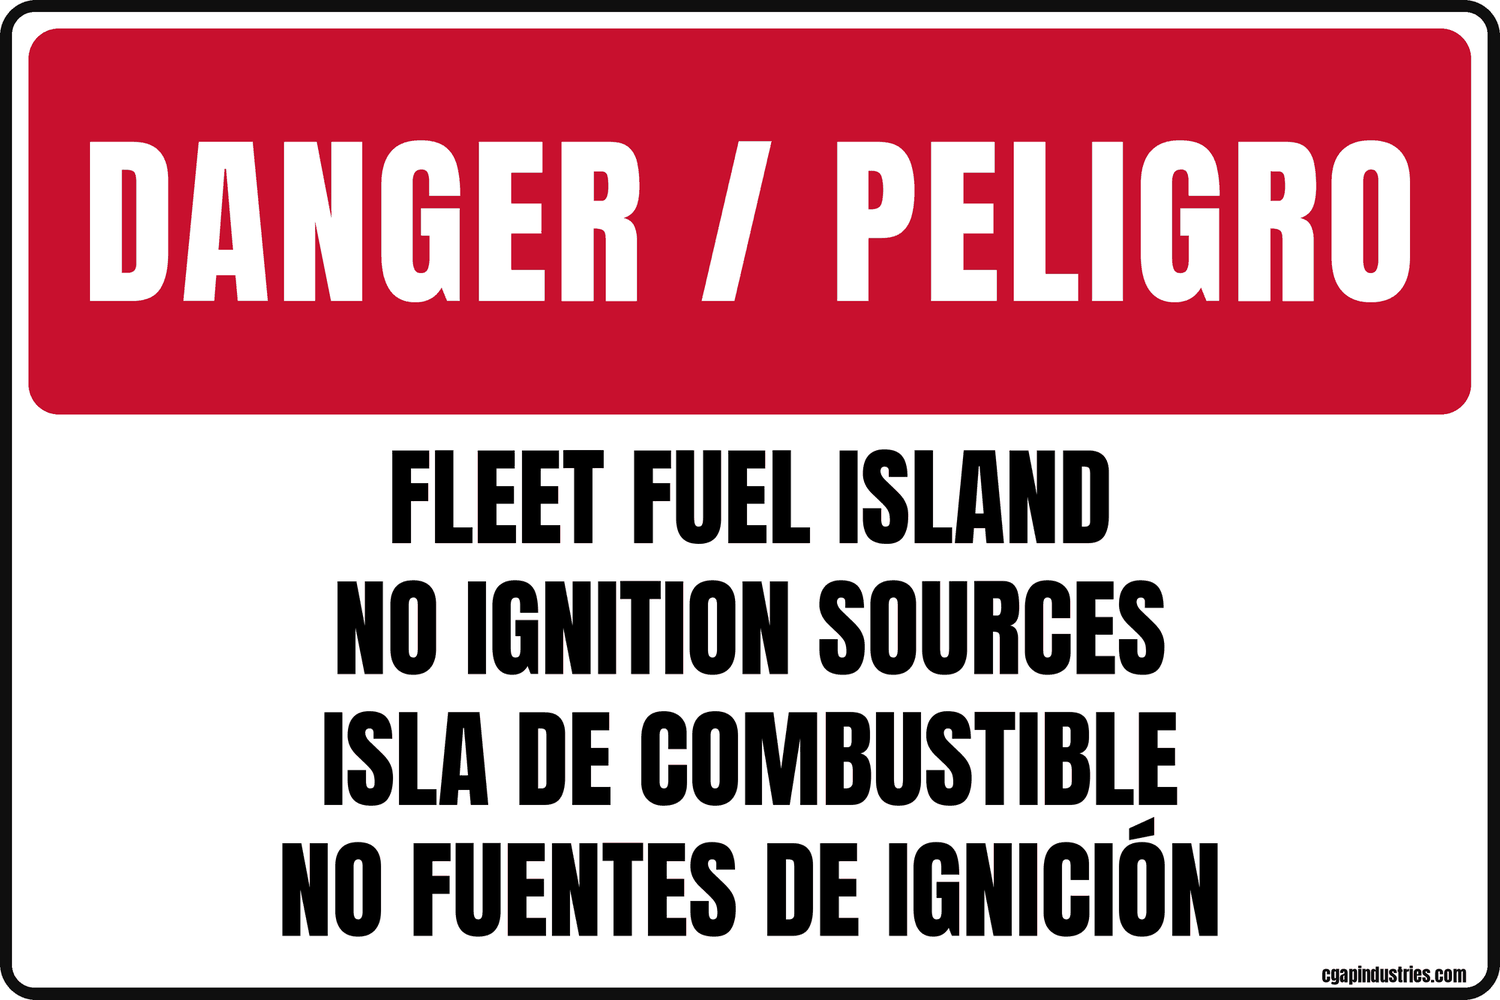 DANGER / PELIGRO
FLEET FUEL ISLAND
NO IGNITION SOURCES
ISLA DE COMBUSTIBLE
NO FUENTES DE IGNICIÓN
cgapindustries.com